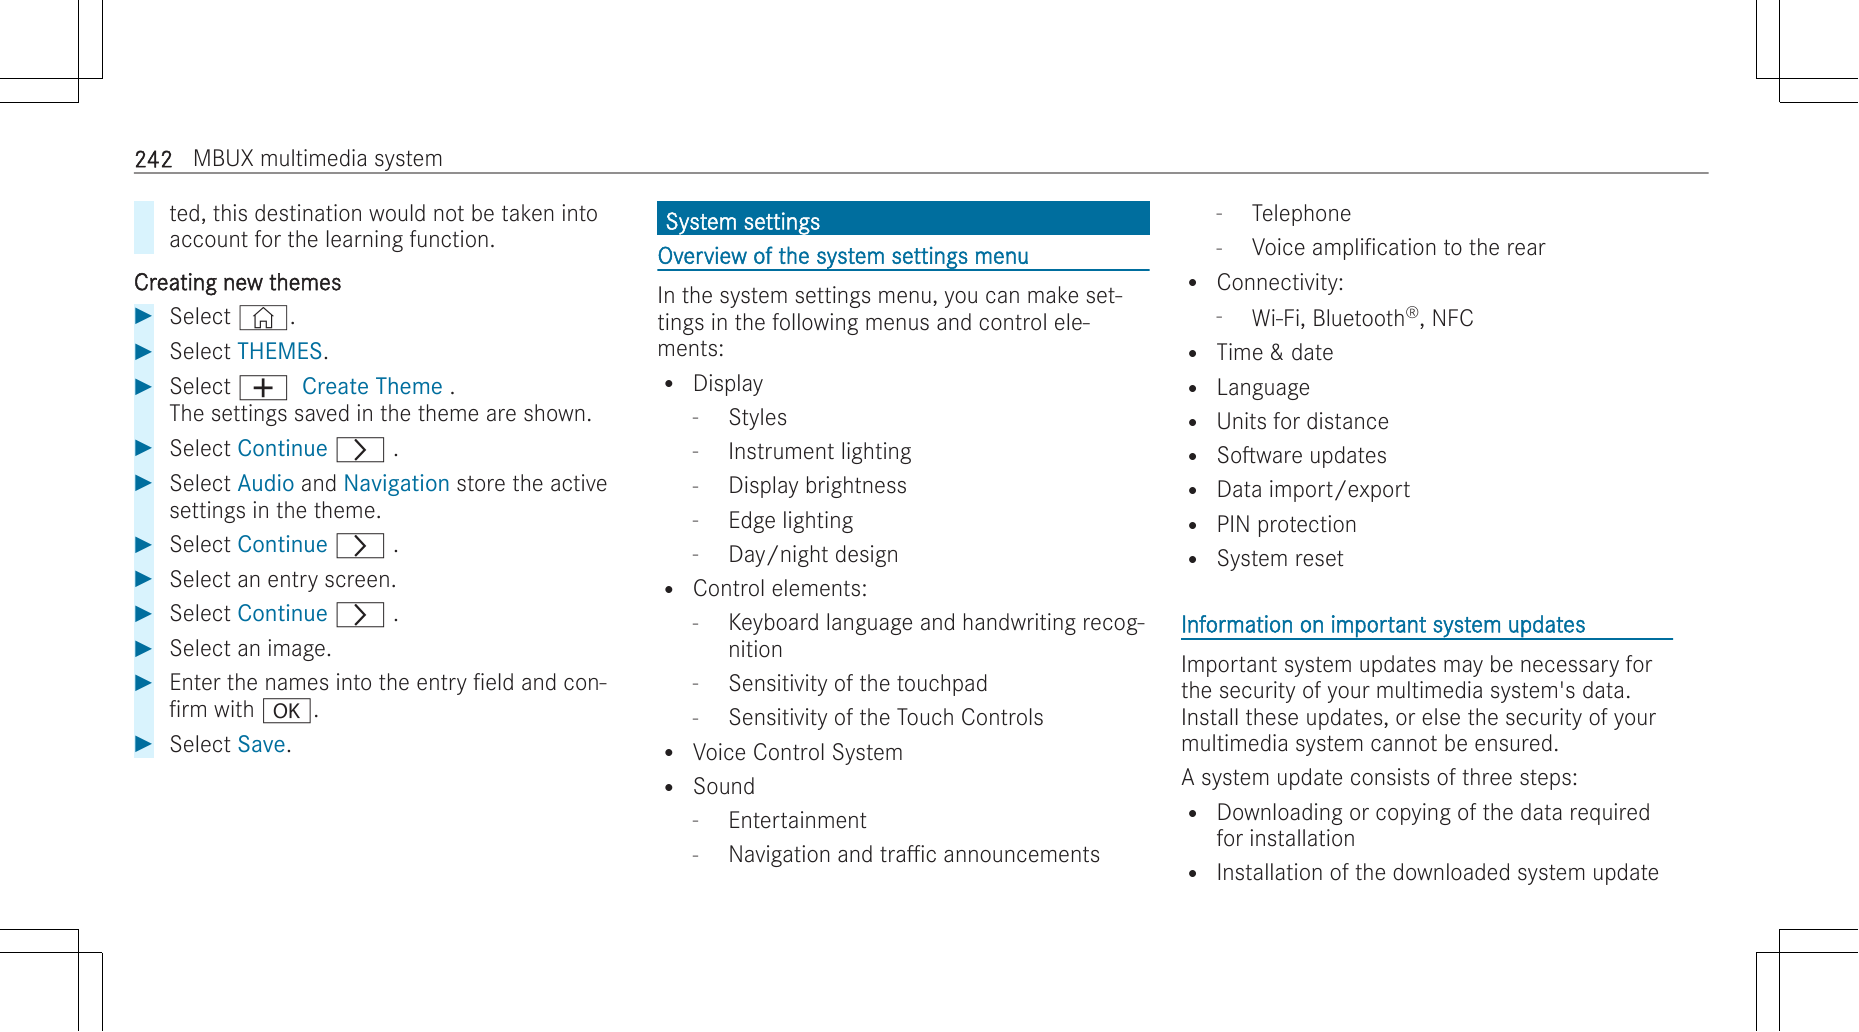 242 MBUX multimedia system
ted, this destination would not be taken into
account for the learning function.
Creating new themes
Select .
Select THEMES.
Select + Create Theme .
The settings saved in the theme are shown.
Select Continue > .
Select Audio and Navigation store the active
settings in the theme.
Select Continue > .
Select an entry screen.
Select Continue > .
Select an image.
Enter the names into the entry field and con-
firm with OK.
Select Save.
System settings
Overview of the system settings menu
In the system settings menu, you can make set-
tings in the following menus and control ele-
ments:
• Display
- Styles
- Instrument lighting
- Display brightness
- Edge lighting
- Day/night design
• Control elements:
- Keyboard language and handwriting recog-
nition
- Sensitivity of the touchpad
- Sensitivity of the Touch Controls
• Voice Control System
• Sound
- Entertainment
- Navigation and traffic announcements
- Telephone
- Voice amplification to the rear
• Connectivity:
- Wi-Fi, Bluetooth®, NFC
• Time & date
• Language
• Units for distance
• Software updates
• Data import/export
• PIN protection
• System reset
Information on important system updates
Important system updates may be necessary for
the security of your multimedia system's data.
Install these updates, or else the security of your
multimedia system cannot be ensured.
A system update consists of three steps:
• Downloading or copying of the data required
for installation
• Installation of the downloaded system update